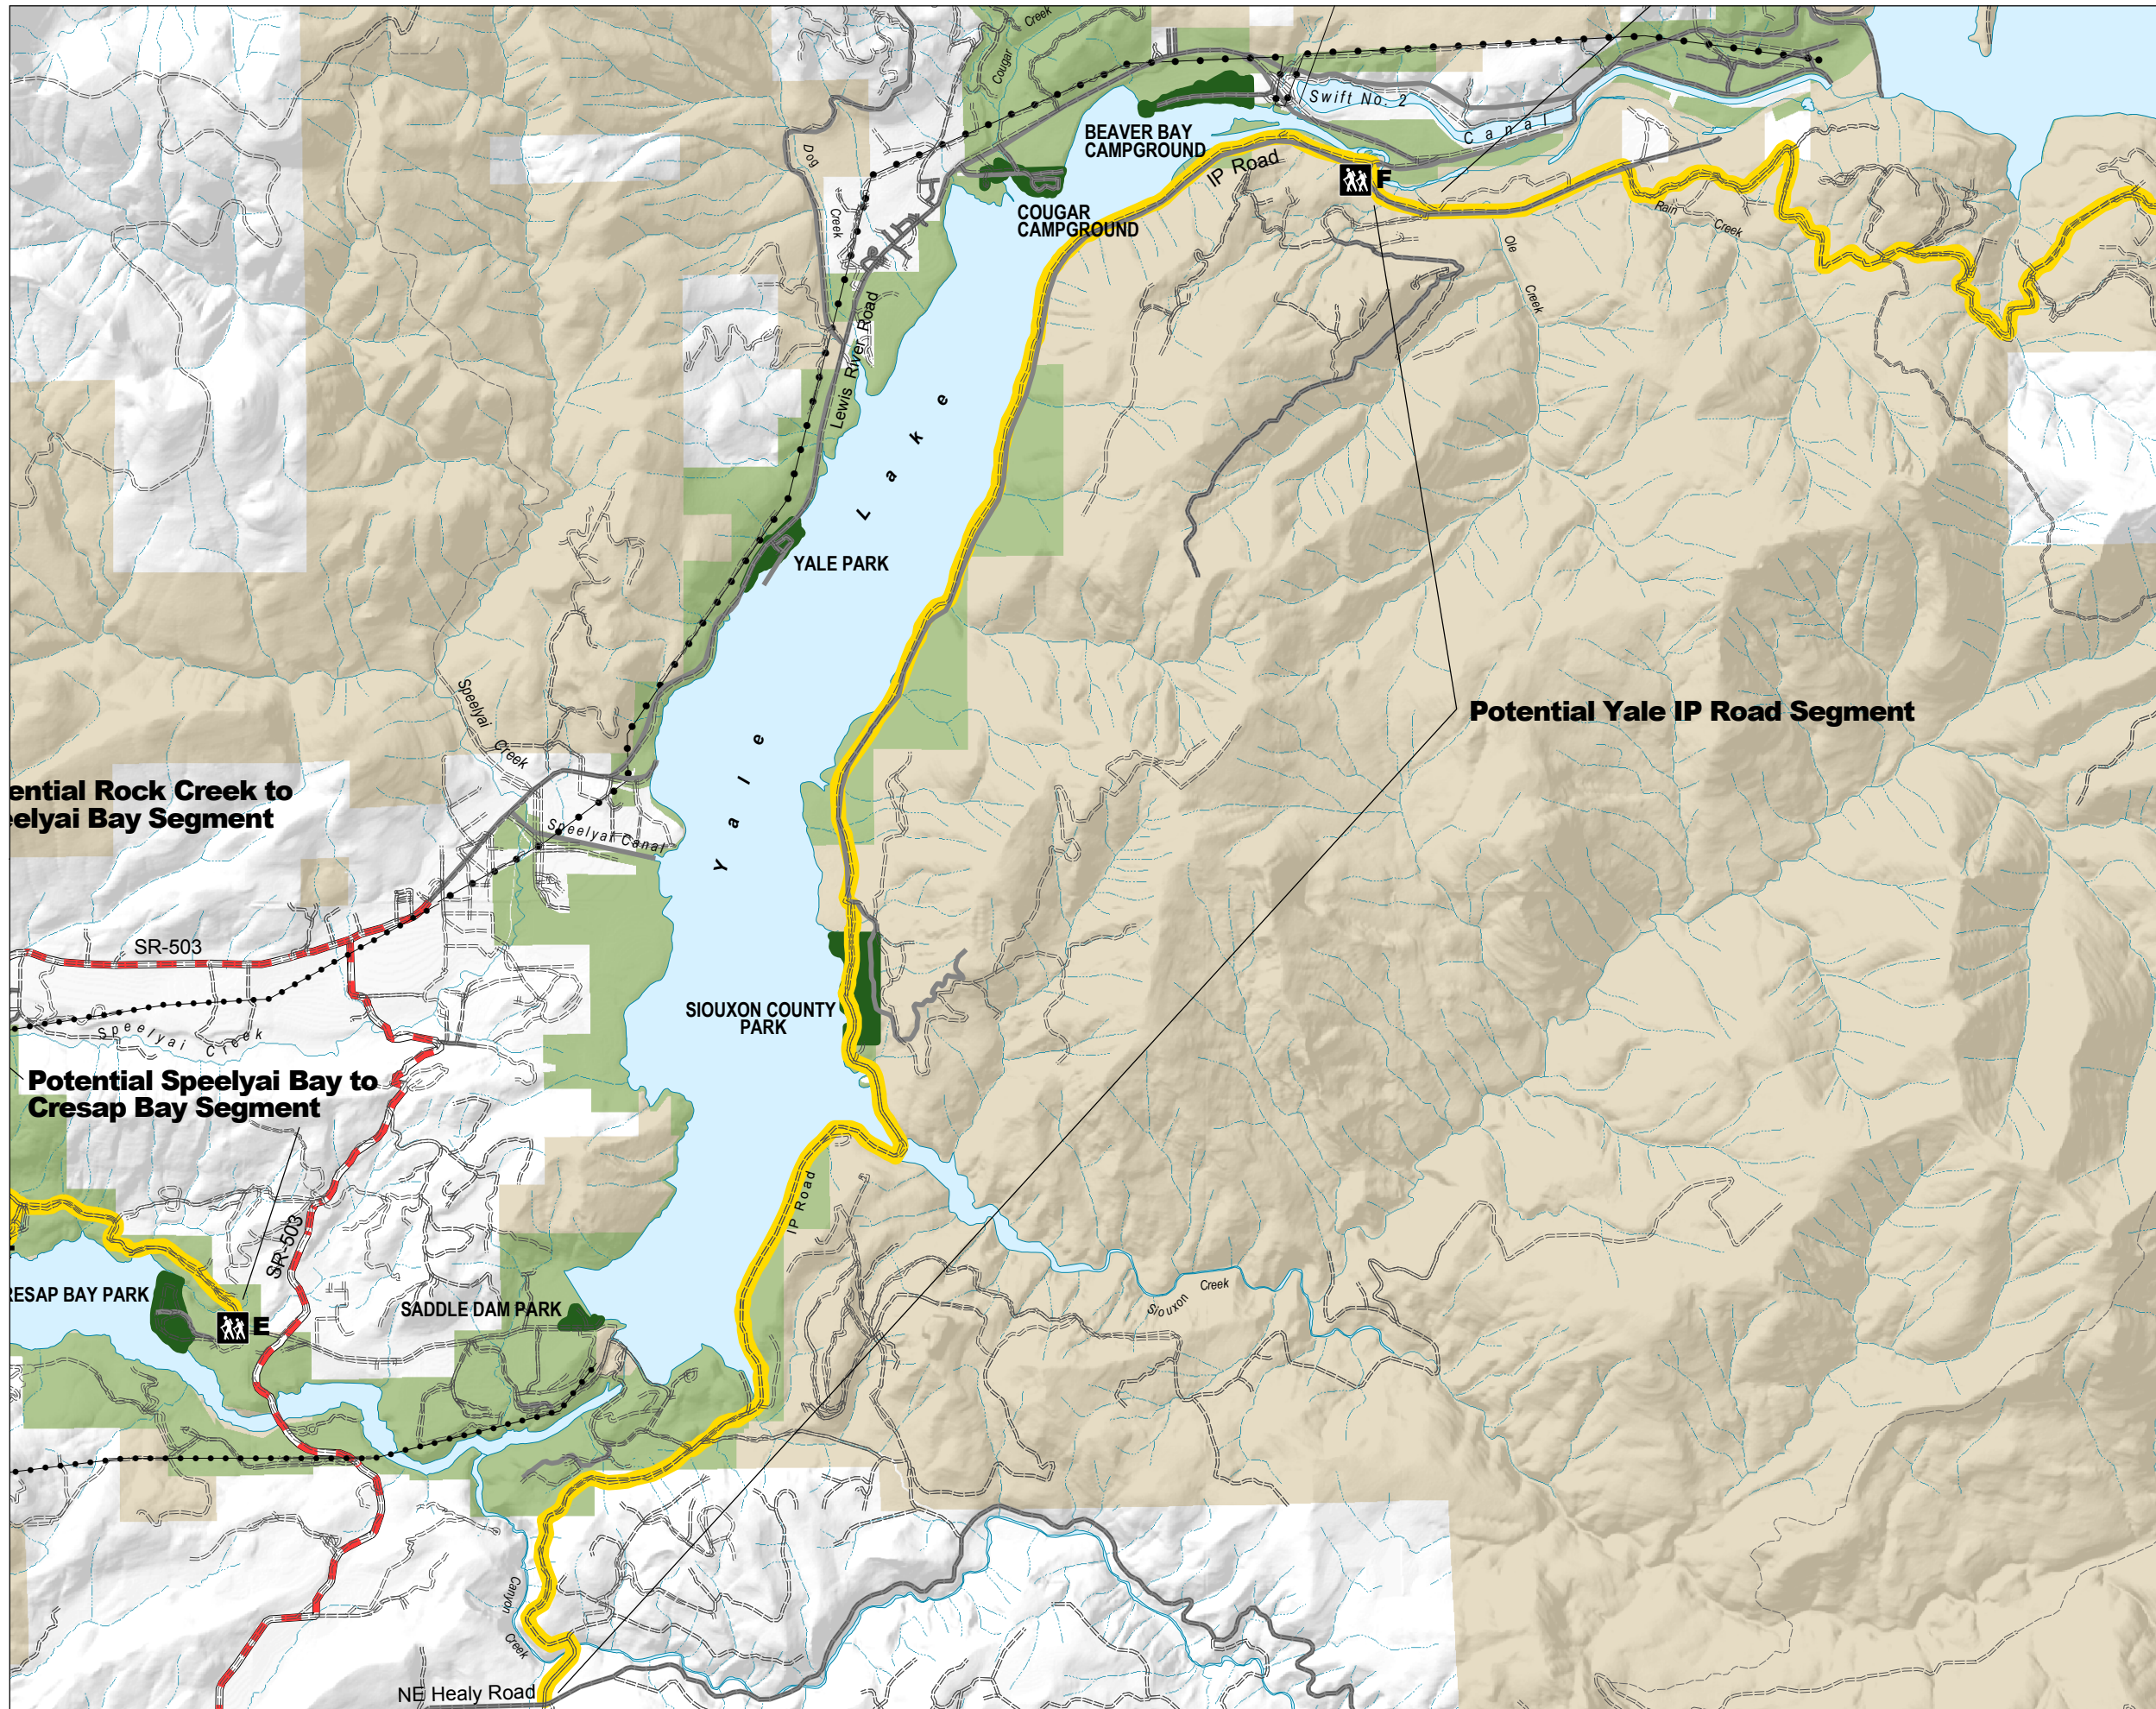 Creek
Cougar
Swift No. 2
Canal
BEAVER BAY
CAMPGROUND
Dog
Creek
IP Road
F
COUGAR
CAMPGROUND
Rain
Creek
Ole
Creek
Lewis River Road
Yale Lake
YALE PARK
Speelyai
Creek
Potential Yale IP Road Segment
ential Rock Creek to
eelyai Bay Segment
Speelyai Canal
SR-503
SIOUXON COUNTY
PARK
Speelyai Creek
Potential Speelyai Bay to
Cresap Bay Segment
IP Road
SR-503
RESAP BAY PARK
E
SADDLE DAM PARK
Siouxon
Creek
Canyon
Creek
NE Healy Road